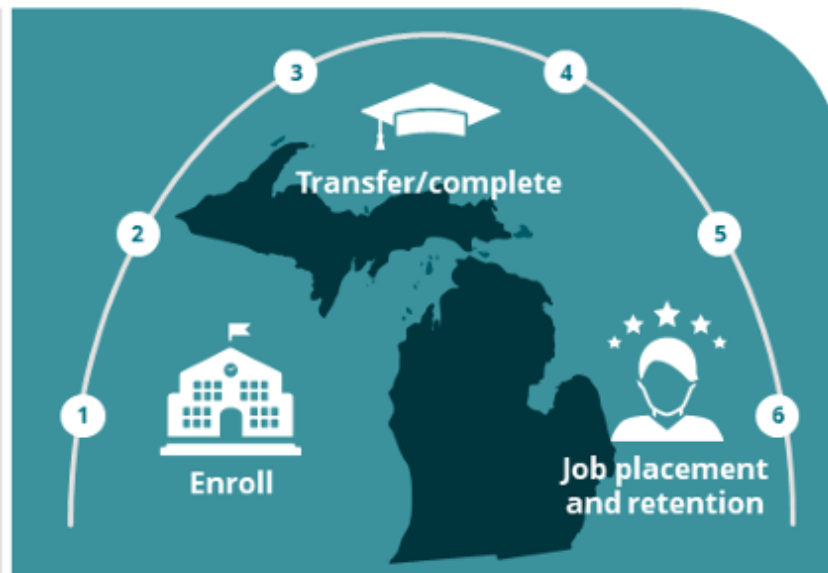 3
4
Transfer/complete
2
5
1
6
Enroll
Job placement
and retention